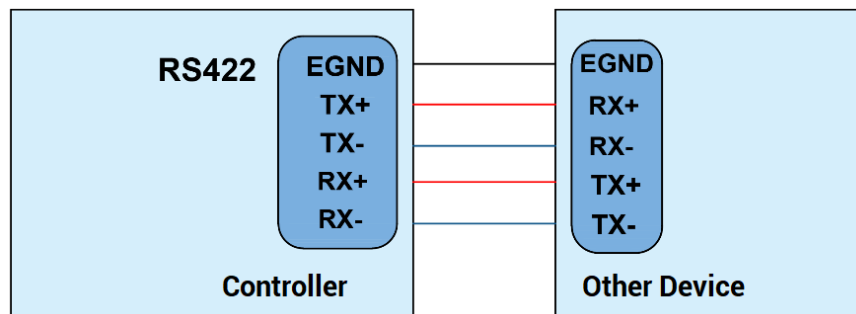 RS422
EGND
TX+
TX-
RX+
RX-
Controller
EGND
RX+
RX-
TX+
TX-
Other Device